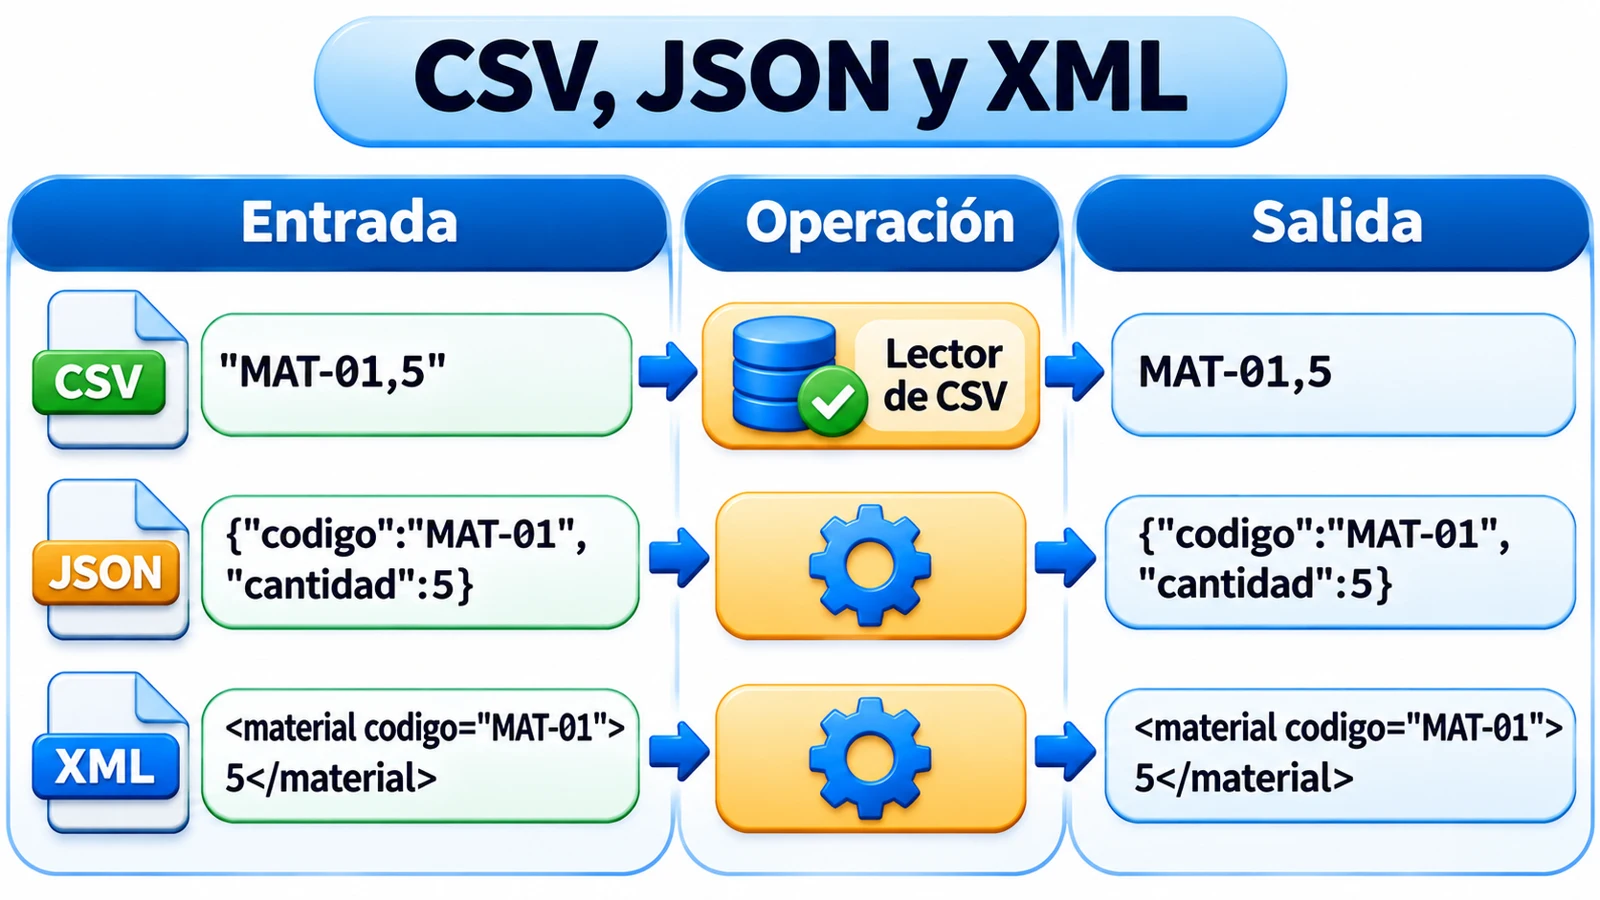 CSV, JSON y XML
Entrada
Operación
Salida
CSV
"MAT-01,5"
Lector
de CSV
MAT-01,5
JSON
{"codigo":"MAT-01",
"cantidad":5}
{"codigo":"MAT-01",
"cantidad":5}
XML
<material codigo="MAT-01">
5</material>
<material codigo="MAT-01">
5</material>